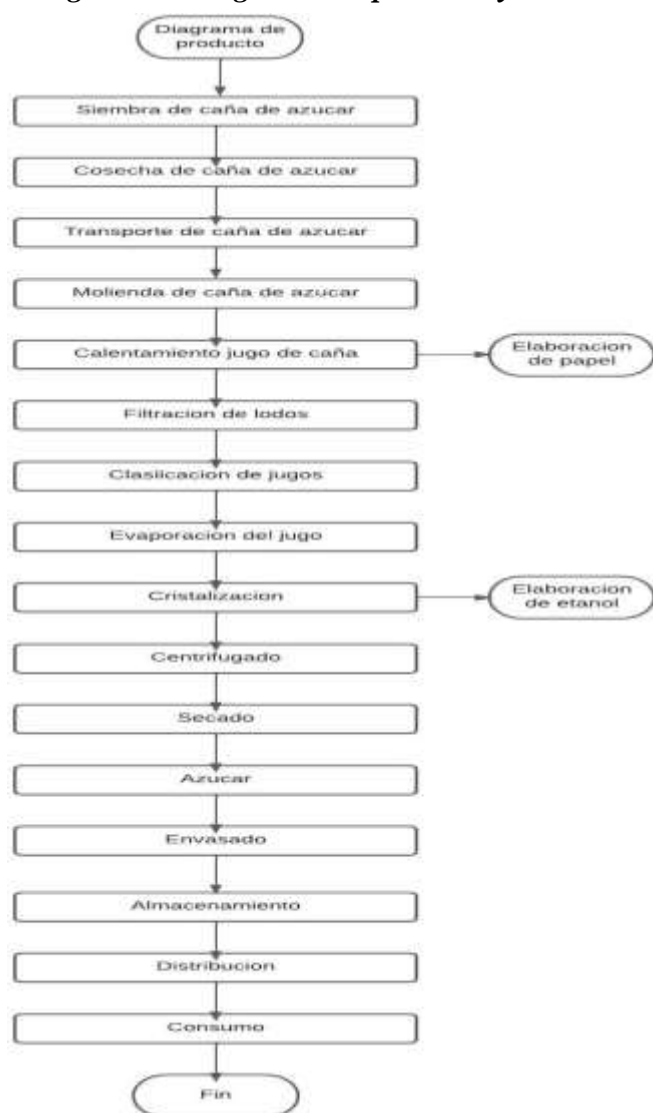 Diagrama de
producto
Siembra de caña de azucar
Cosecha de caña de azucar
Transporte de caña de azucar
Molienda de caña de azucar
Calentamiento jugo de caña
Elaboracion
de papel
Filtracion de lodos
Clasiicacion de jugos
Evaporacion del jugo
Cristalizacion
Elaboracion
de etanol
Centrifugado
Secado
Azucar
Envasado
Almacenamiento
Distribucion
Consumo
Fin